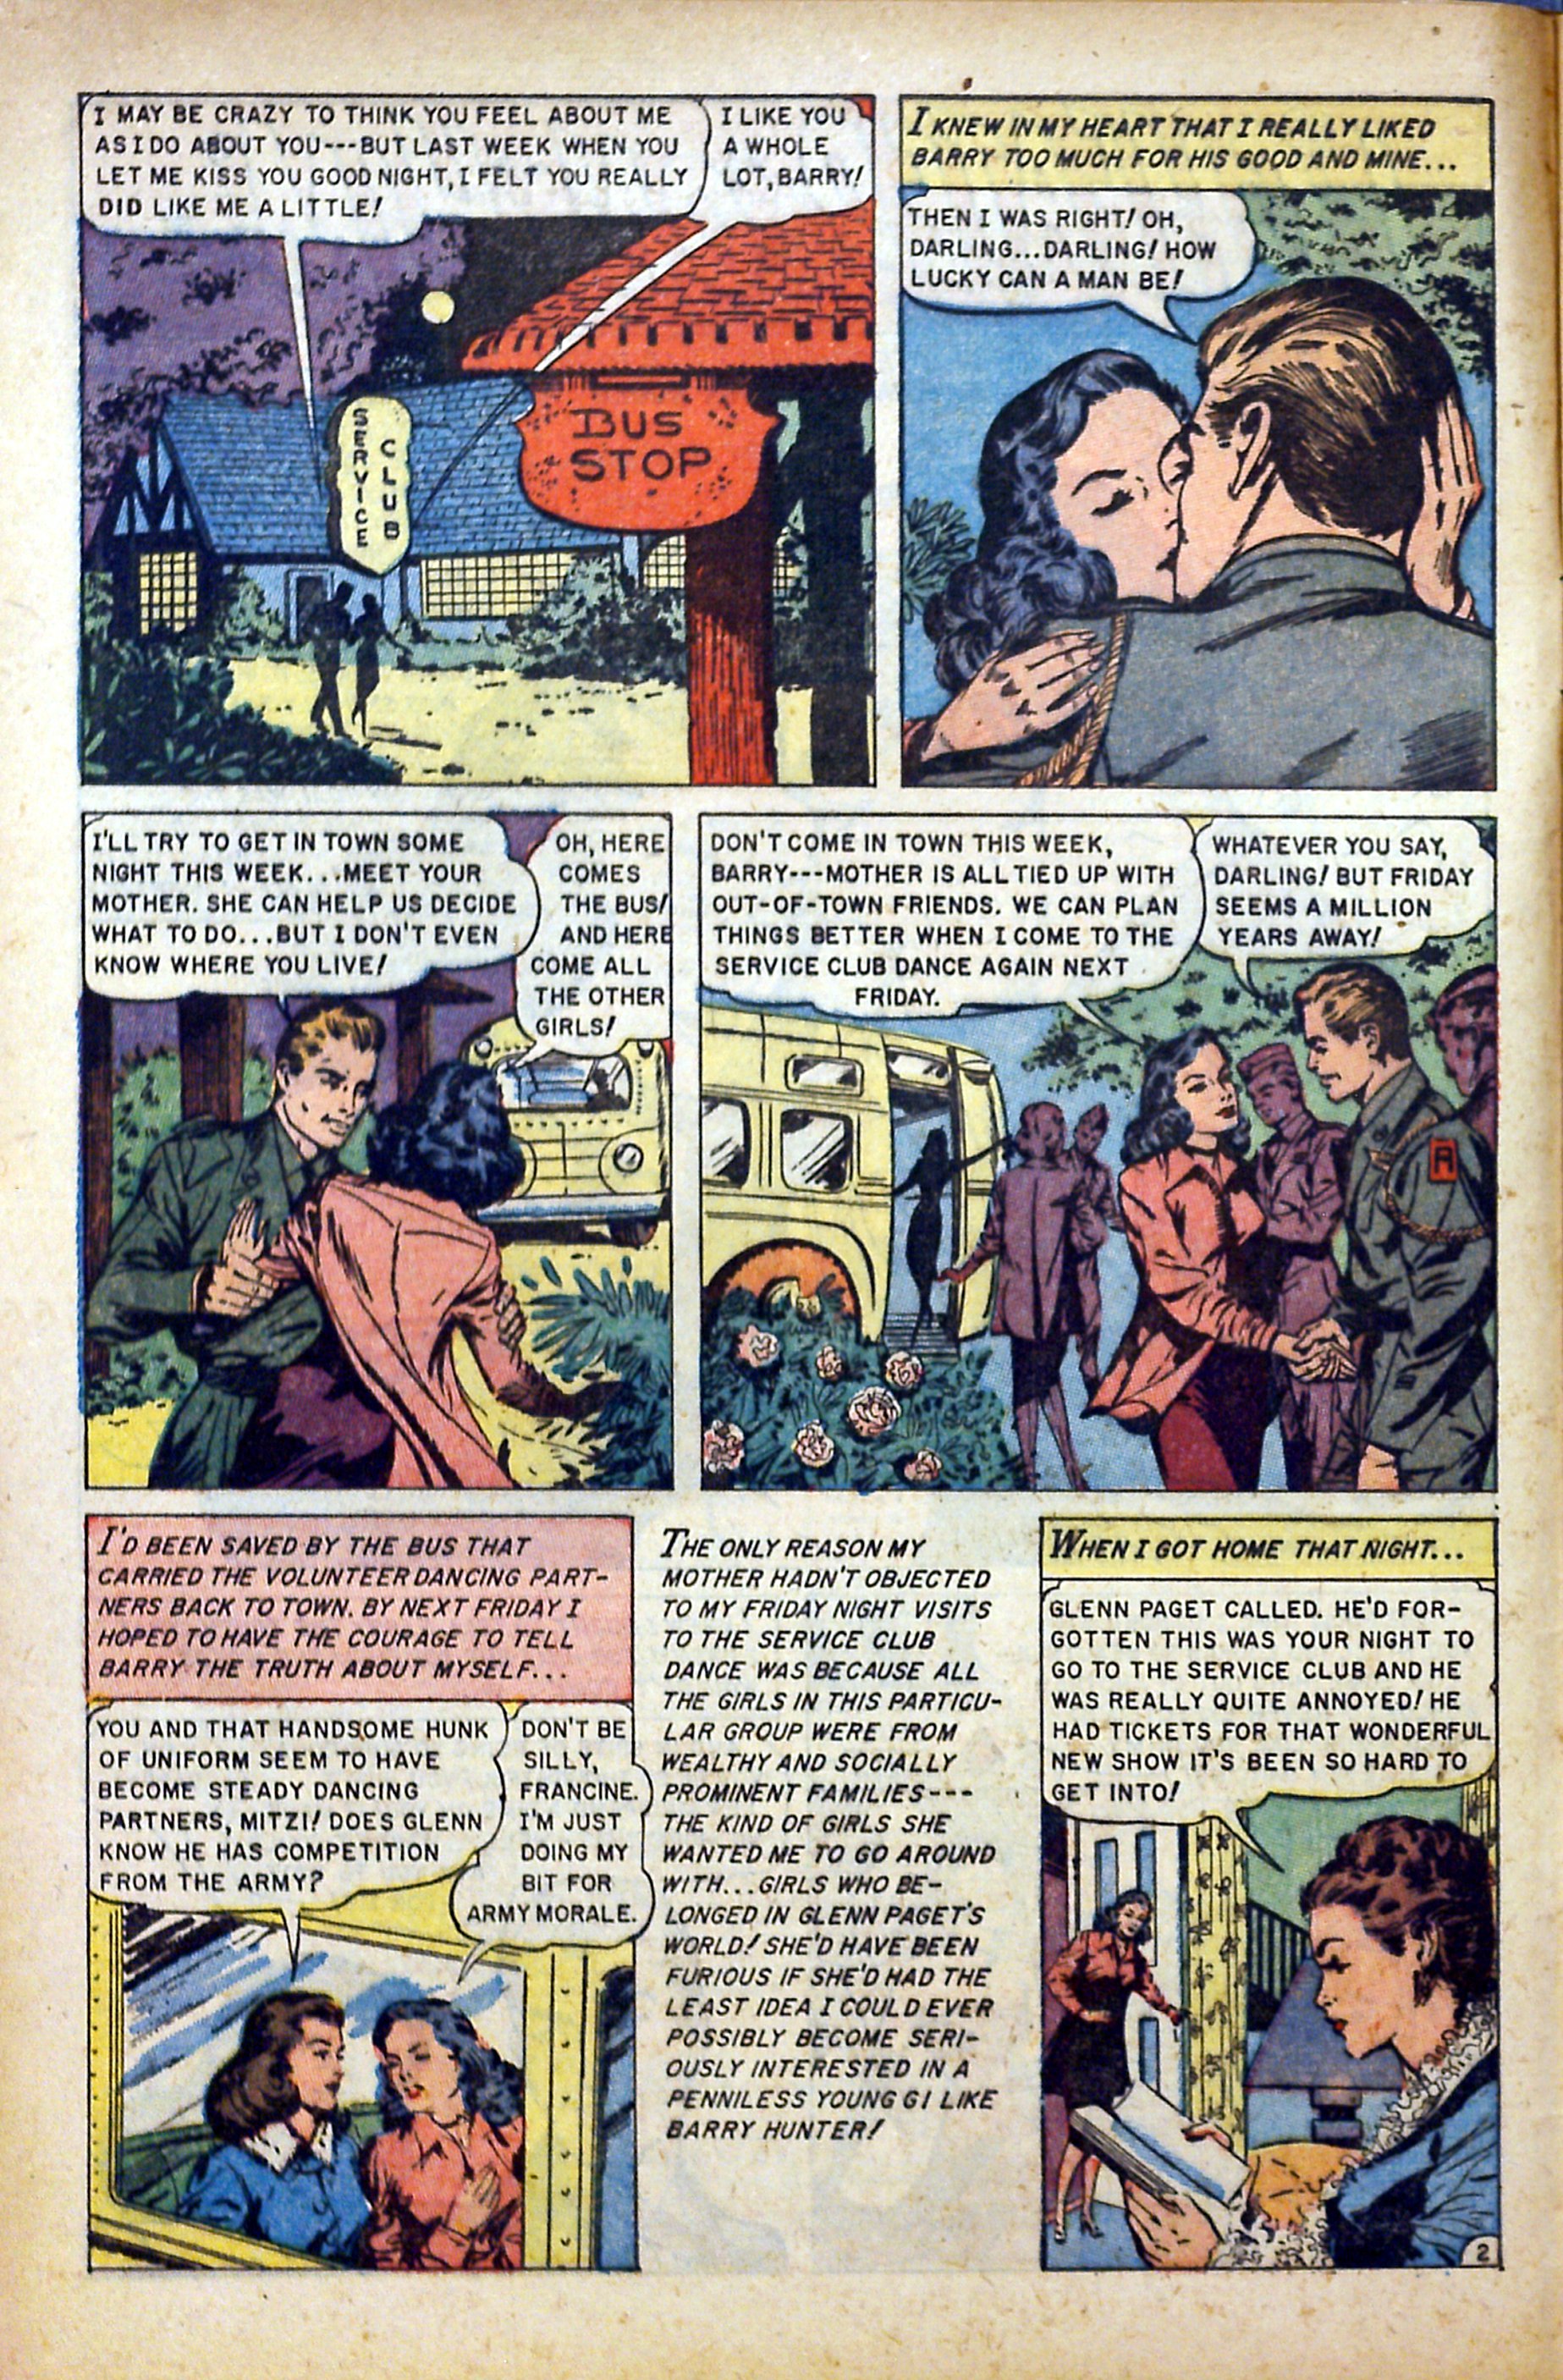 I MAY BE CRAZY TO THINK YOU FEEL ABOUT ME
AS I DO ABOUT YOU---BUT LAST WEEK WHEN YOU
LET ME KISS YOU GOOD NIGHT, I FELT YOU REALLY
DID LIKE ME A LITTLE!
I LIKE YOU
A WHOLE
LOT, BARRY!
SERVICE
CLUB
BUS
STOP
I KNEW IN MY HEART THAT I REALLY LIKED
BARRY TOO MUCH FOR HIS GOOD AND MINE...
THEN I WAS RIGHT! OH,
DARLING...DARLING! HOW
LUCKY CAN A MAN BE!
I'LL TRY TO GET IN TOWN SOME
NIGHT THIS WEEK...MEET YOUR
MOTHER. SHE CAN HELP US DECIDE
WHAT TO DO...BUT I DON'T EVEN
KNOW WHERE YOU LIVE!
OH, HERE
COMES
THE BUS!
AND HERE
COME ALL
THE OTHER
GIRLS!
DON'T COME IN TOWN THIS WEEK,
BARRY---MOTHER IS ALL TIED UP WITH
OUT-OF-TOWN FRIENDS. WE CAN PLAN
THINGS BETTER WHEN I COME TO THE
SERVICE CLUB DANCE AGAIN NEXT
FRIDAY.
WHATEVER YOU SAY,
DARLING! BUT FRIDAY
SEEMS A MILLION
YEARS AWAY!
A
I'D BEEN SAVED BY THE BUS THAT
CARRIED THE VOLUNTEER DANCING PART-
NERS BACK TO TOWN. BY NEXT FRIDAY I
HOPED TO HAVE THE COURAGE TO TELL
BARRY THE TRUTH ABOUT MYSELF...
YOU AND THAT HANDSOME HUNK
OF UNIFORM SEEM TO HAVE
BECOME STEADY DANCING
PARTNERS, MITZI! DOES GLENN
KNOW HE HAS COMPETITION
FROM THE ARMY?
DON'T BE
SILLY,
FRANCINE.
I'M JUST
DOING MY
BIT FOR
ARMY MORALE.
THE ONLY REASON MY
MOTHER HADN'T OBJECTED
TO MY FRIDAY NIGHT VISITS
TO THE SERVICE CLUB
DANCE WAS BECAUSE ALL
THE GIRLS IN THIS PARTICU-
LAR GROUP WERE FROM
WEALTHY AND SOCIALLY
PROMINENT FAMILIES---
THE KIND OF GIRLS SHE
WANTED ME TO GO AROUND
WITH...GIRLS WHO BE-
LONGED IN GLENN PAGET'S
WORLD! SHE'D HAVE BEEN
FURIOUS IF SHE'D HAD THE
LEAST IDEA I COULD EVER
POSSIBLY BECOME SERI-
OUSLY INTERESTED IN A
PENNILESS YOUNG GI LIKE
BARRY HUNTER!
WHEN I GOT HOME THAT NIGHT...
GLENN PAGET CALLED. HE'D FOR-
GOTTEN THIS WAS YOUR NIGHT TO
GO TO THE SERVICE CLUB AND HE
WAS REALLY QUITE ANNOYED! HE
HAD TICKETS FOR THAT WONDERFUL
NEW SHOW IT'S BEEN SO HARD TO
GET INTO!
2